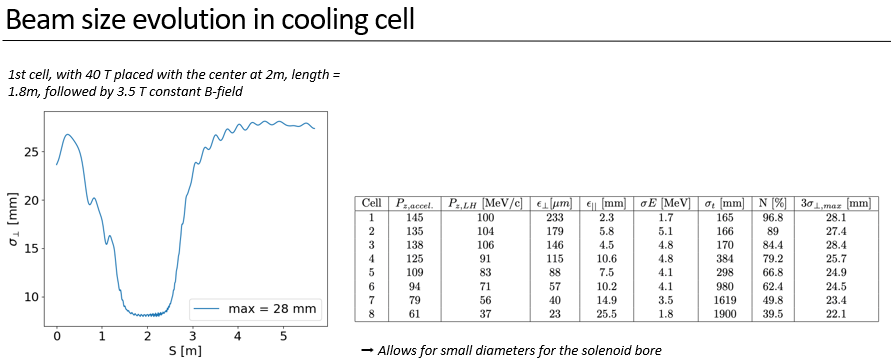 Beam size evolution in cooling cell
1st cell, with 40 T placed with the center at 2m, length =
1.8m, followed by 3.5 T constant B-field
25
20
15
10
σ⊥ [mm]
max = 28 mm
0 1 2 3 4 5
S [m]
Cell P_{z,accel.} P_{z,LH} [MeV/c] ϵ⊥[μm] ϵ|| [mm] σE [MeV] σ_t [mm] N [%] 3σ_{⊥,max} [mm]
1 145 100 233 2.3 1.7 165 96.8 28.1
2 135 104 179 5.8 5.1 166 89 27.4
3 138 106 146 4.5 4.8 170 84.4 28.4
4 125 91 115 10.6 4.8 384 79.2 25.7
5 109 83 88 7.5 4.1 298 66.8 24.9
6 94 71 57 10.2 4.1 980 62.4 24.5
7 79 56 40 14.9 3.5 1619 49.8 23.4
8 61 37 23 25.5 1.8 1900 39.5 22.1
→ Allows for small diameters for the solenoid bore